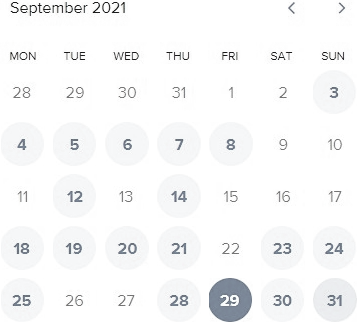 September 2021
MON TUE WED THU FRI SAT SUN
28 29 30 31 1 2 3
4 5 6 7 8 9 10
11 12 13 14 15 16 17
18 19 20 21 22 23 24
25 26 27 28 29 30 31